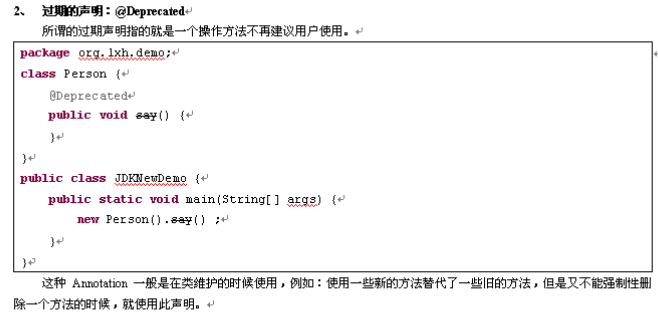 2、 过期的声明：@Deprecated
所谓的过期声明指的就是一个操作方法不再建议用户使用。
package org.lxh.demo;
class Person {
@Deprecated
public void say() {
}
}
public class JDKNewDemo {
public static void main(String[] args) {
new Person().say() ;
}
}
这种 Annotation 一般是在类维护的时候使用，例如：使用一些新的方法替代了一些旧的方法，但是又不能强制性删
除一个方法的时候，就使用此声明。